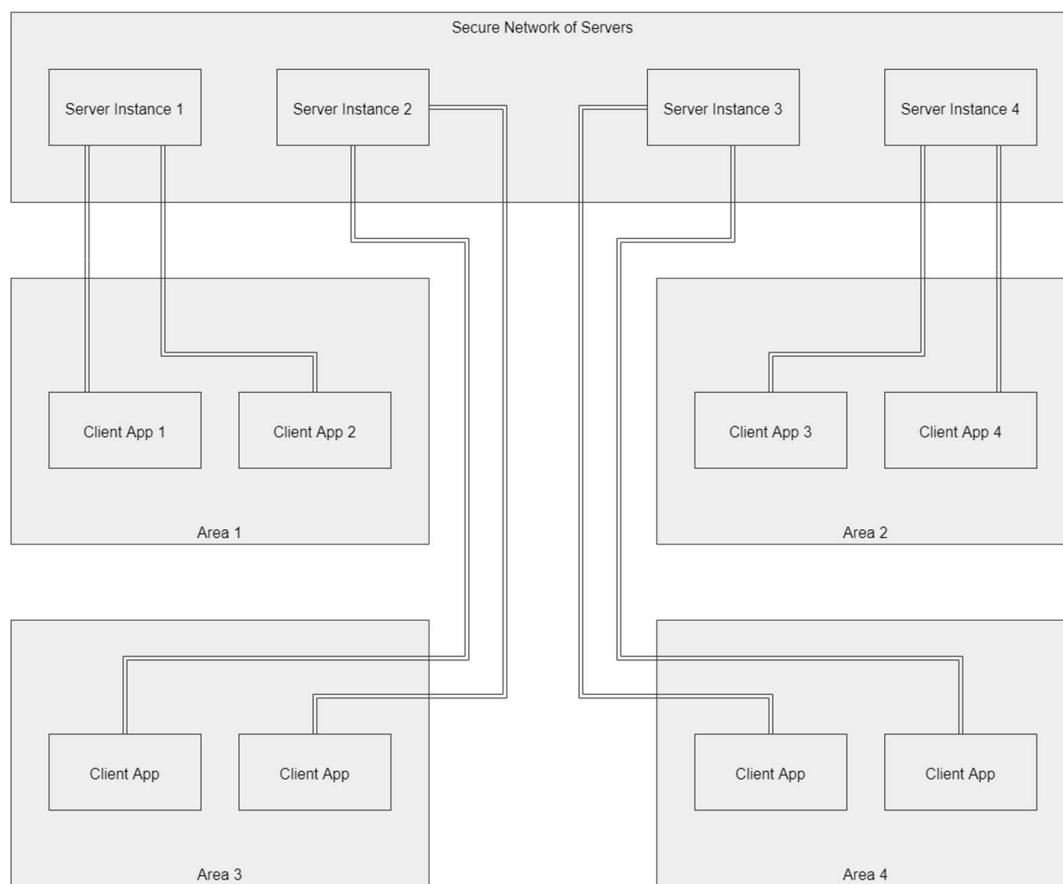 Secure Network of Servers
Server Instance 1
Server Instance 2
Server Instance 3
Server Instance 4
Client App 1
Client App 2
Client App 3
Client App 4
Area 1
Area 2
Client App
Client App
Client App
Client App
Area 3
Area 4